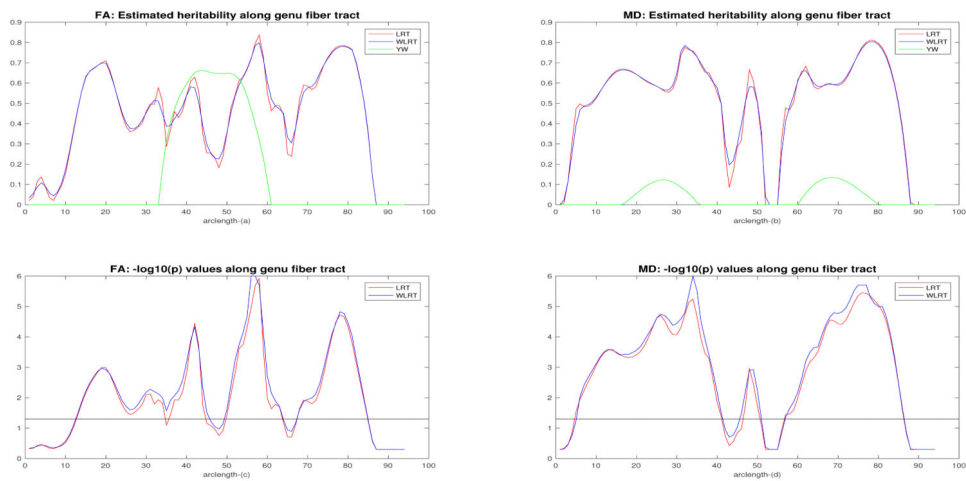 FA: Estimated heritability along genu fiber tract
0.9
0.8
0.7
0.6
0.5
0.4
0.3
0.2
0.1
0
LRT
WLRT
YW
0 10 20 30 40 50 60 70 80 90 100
arclength-(a)
MD: Estimated heritability along genu fiber tract
0.9
0.8
0.7
0.6
0.5
0.4
0.3
0.2
0.1
0
LRT
WLRT
YW
0 10 20 30 40 50 60 70 80 90 100
arclength-(b)
FA: -log10(p) values along genu fiber tract
6
5
4
3
2
1
0
LRT
WLRT
0 10 20 30 40 50 60 70 80 90 100
arclength-(c)
MD: -log10(p) values along genu fiber tract
6
5
4
3
2
1
0
LRT
WLRT
0 10 20 30 40 50 60 70 80 90 100
arclength-(d)